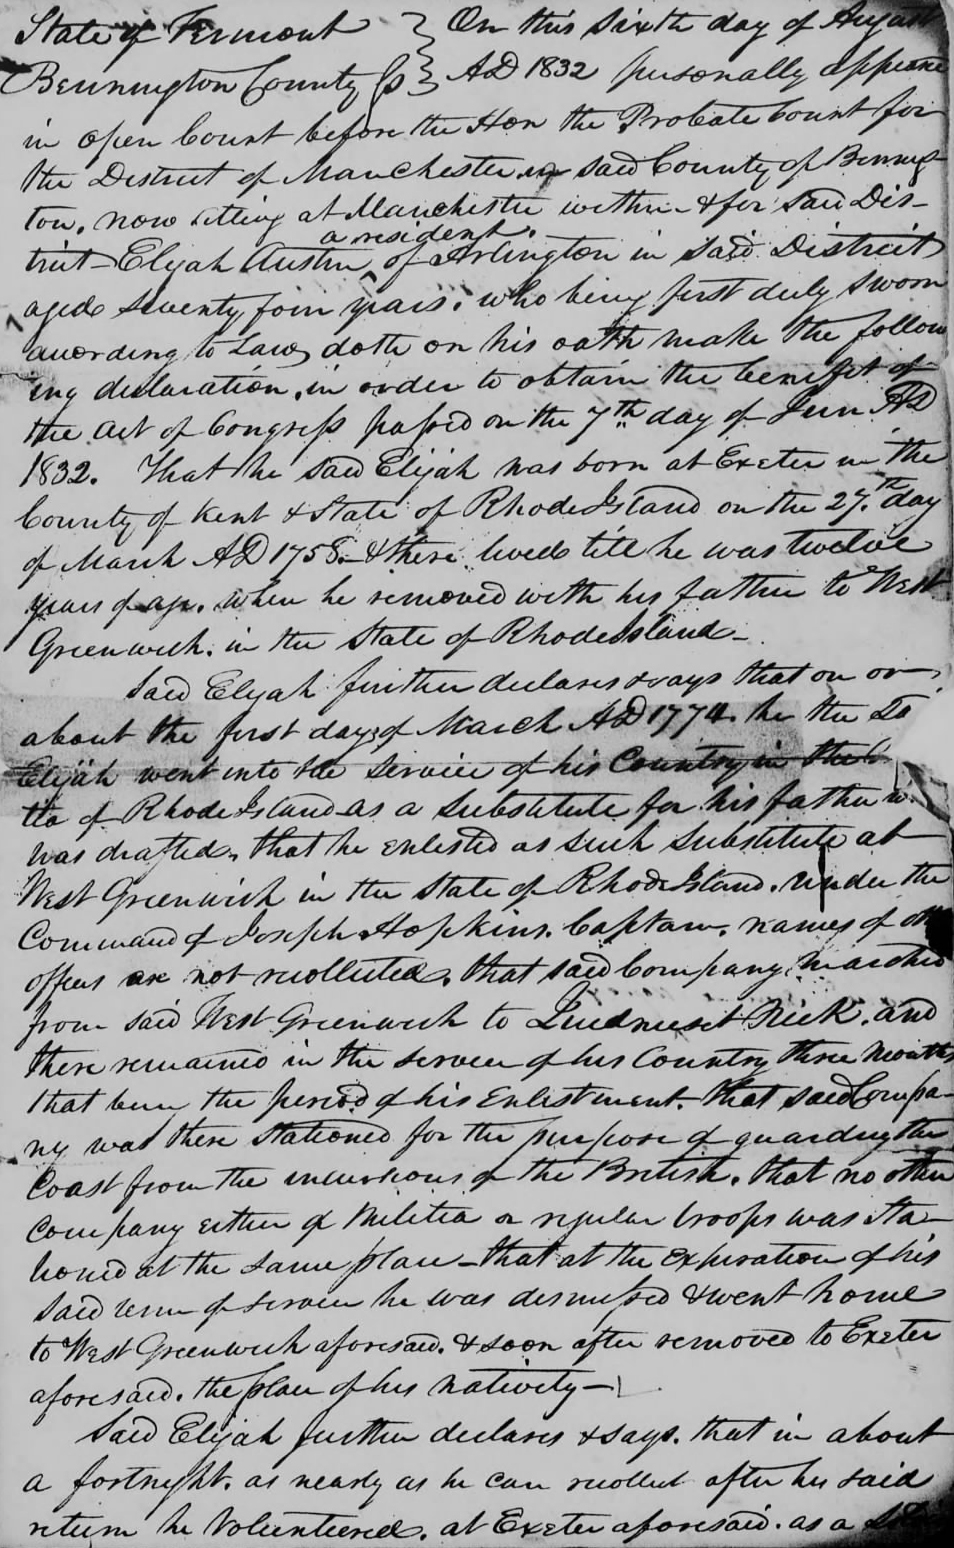 State of Vermont } On this sixth day of August
Bennington County ss } AD 1832 personally appeare
in open Court before the Hon the Probate Court for
the District of Manchester in said County of Benning
ton, now sitting at Manchester within & for said Dis-
a resident
trict - Elijah Austin ^ of Arlington in said District
aged seventy four years, who being first duly sworn
according to Law, doth on his oath make the follow
ing declaration, in order to obtain the benefit of
the act of Congress passed on the 7th day of Jun AD
1832. That he said Elijah was born at Exeter in the
County of Kent & State of Rhode Island on the 27th day
of March AD 1758 - & there lived till he was twelve
years of age, when he removed with his father to West
Greenwich, in the State of Rhode Island -
Said Elijah further declares & says that on or
about the first day of March AD 177 he the Sd
Elijah went into the service of his Country in the
of Rhode Island as a substitute for his father w
was drafted, that he enlisted as such substitute at
West Greenwich in the State of Rhode Island, under the
Command of Joseph Hopkins, Captain, names of
offices are not recollected, that said Company marched
from said West Greenwich to Neck, and
there remained in the service of his Country three months
that been the period of his Enlistment - that said Compa-
ny was there stationed for the purpose of guarding the
Coast from the incursions of the British, that no other
Company either of Militia or regular troops was sta-
tioned at the same place - that at the expiration of his
said term of service he was dismissed & went home
to West Greenwich aforesaid, & soon after removed to Exeter
aforesaid, the place of his nativity -
Said Elijah further declares & says, that in about
a fortnight, as nearly as he can recollect after his said
return he Volunteered, at Exeter aforesaid, as a